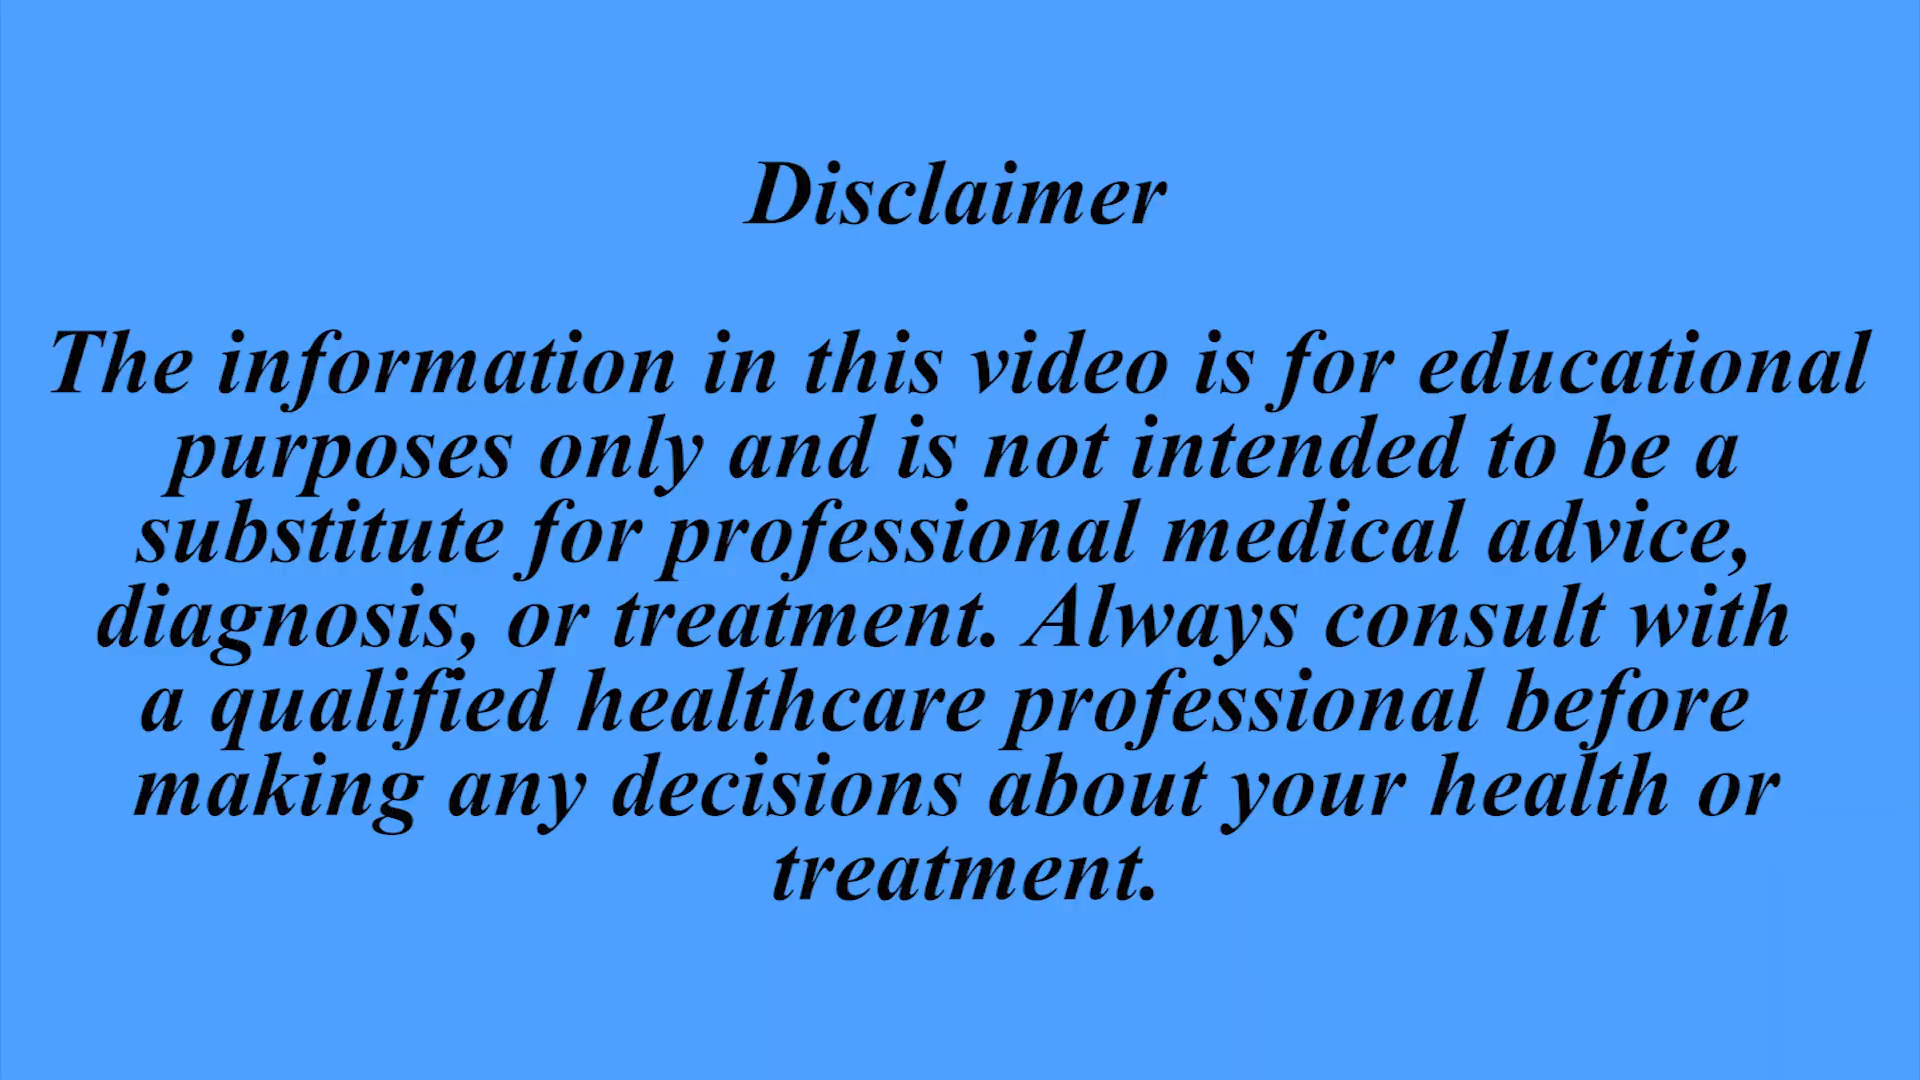 Disclaimer
The information in this video is for educational
purposes only and is not intended to be a
substitute for professional medical advice,
diagnosis, or treatment. Always consult with
a qualified healthcare professional before
making any decisions about your health or
treatment.